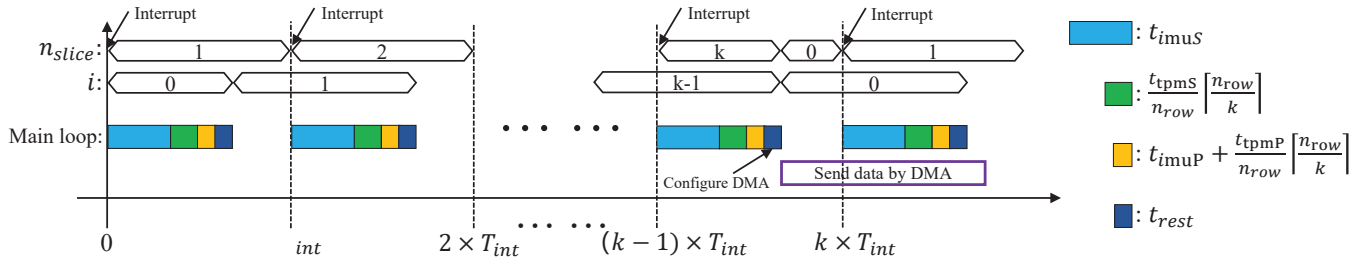 Interrupt Interrupt Interrupt Interrupt
n_slice: 1 2 k 0 1
i: 0 1 k-1 0
Main loop: ... ...
Configure DMA
Send data by DMA
... ...
0 int 2 × T_int (k − 1) × T_int k × T_int
: t_imuS
: t_tpmS/n_row ⌈n_row/k⌉
: t_imuP + t_tpmP/n_row ⌈n_row/k⌉
: t_rest